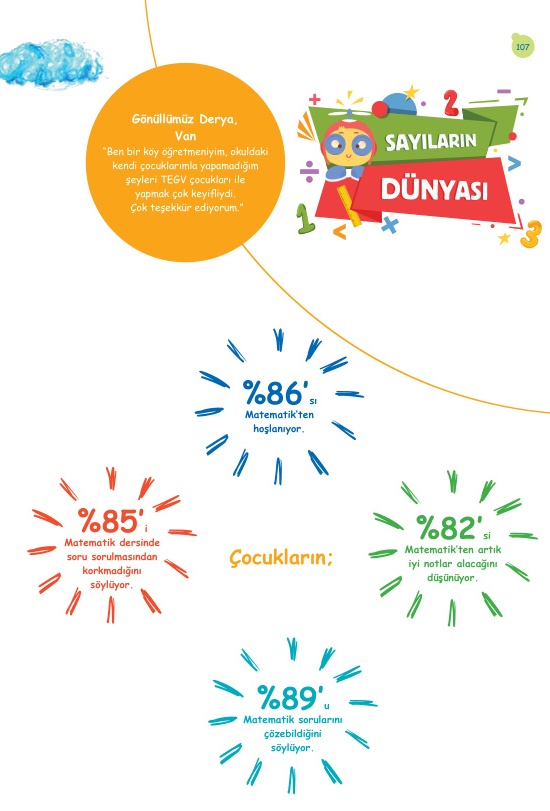 107
Gönüllümüz Derya,
Van
"Ben bir köy öğretmeniyim, okuldaki
kendi çocuklarımla yapamadığım
şeyleri TEGV çocukları ile
yapmak çok keyifliydi.
Çok teşekkür ediyorum."
+
2
SAYILARIN
÷
>
DÜNYASI
1
<
×
3
%86' sı
Matematik'ten
hoşlanıyor.
%85' i
Matematik dersinde
soru sorulmasından
korkmadığını
söylüyor.
Çocukların;
%82' si
Matematik'ten artık
iyi notlar alacağını
düşünüyor.
%89' u
Matematik sorularını
çözebildiğini
söylüyor.